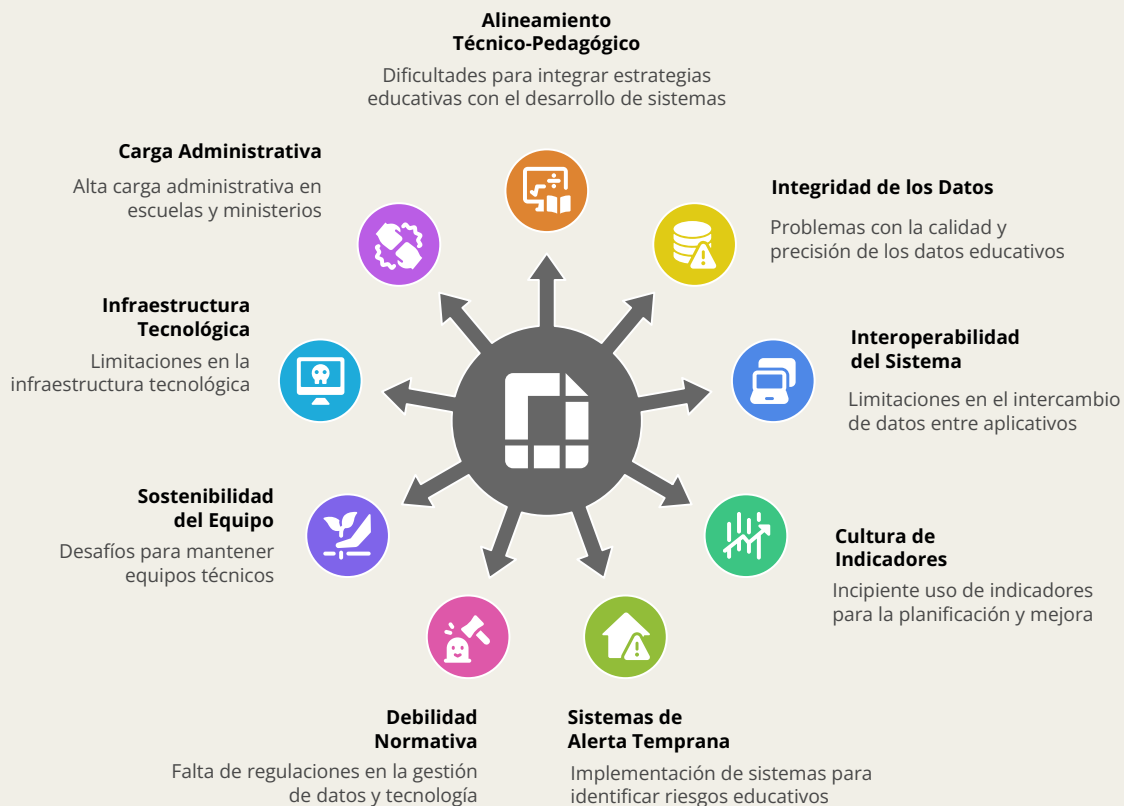 Alineamiento
Técnico-Pedagógico
Dificultades para integrar estrategias
educativas con el desarrollo de sistemas
Carga Administrativa
Alta carga administrativa en
escuelas y ministerios
Integridad de los Datos
Problemas con la calidad y
precisión de los datos educativos
Infraestructura
Tecnológica
Limitaciones en la
infraestructura tecnológica
Interoperabilidad
del Sistema
Limitaciones en el intercambio
de datos entre aplicativos
Sostenibilidad
del Equipo
Desafíos para mantener
equipos técnicos
Cultura de
Indicadores
Incipiente uso de indicadores
para la planificación y mejora
Debilidad
Normativa
Falta de regulaciones en la gestión
de datos y tecnología
Sistemas de
Alerta Temprana
Implementación de sistemas para
identificar riesgos educativos